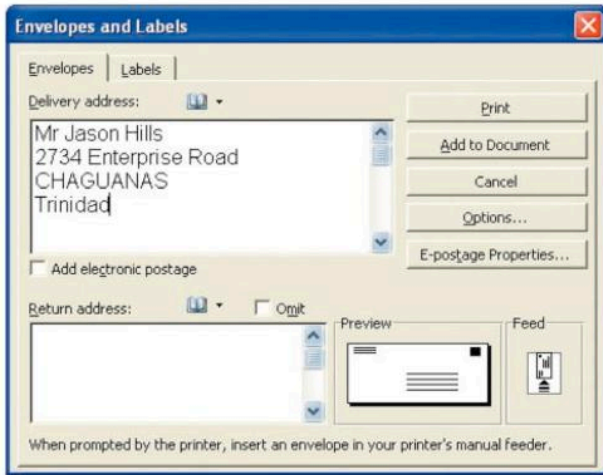 Envelopes and Labels
Envelopes
Labels
Delivery address:
Mr Jason Hills
2734 Enterprise Road
CHAGUANAS
Trinidad
Print
Add to Document
Cancel
Options...
E-postage Properties...
Add electronic postage
Return address:
Omit
Preview
Feed
When prompted by the printer, insert an envelope in your printer's manual feeder.